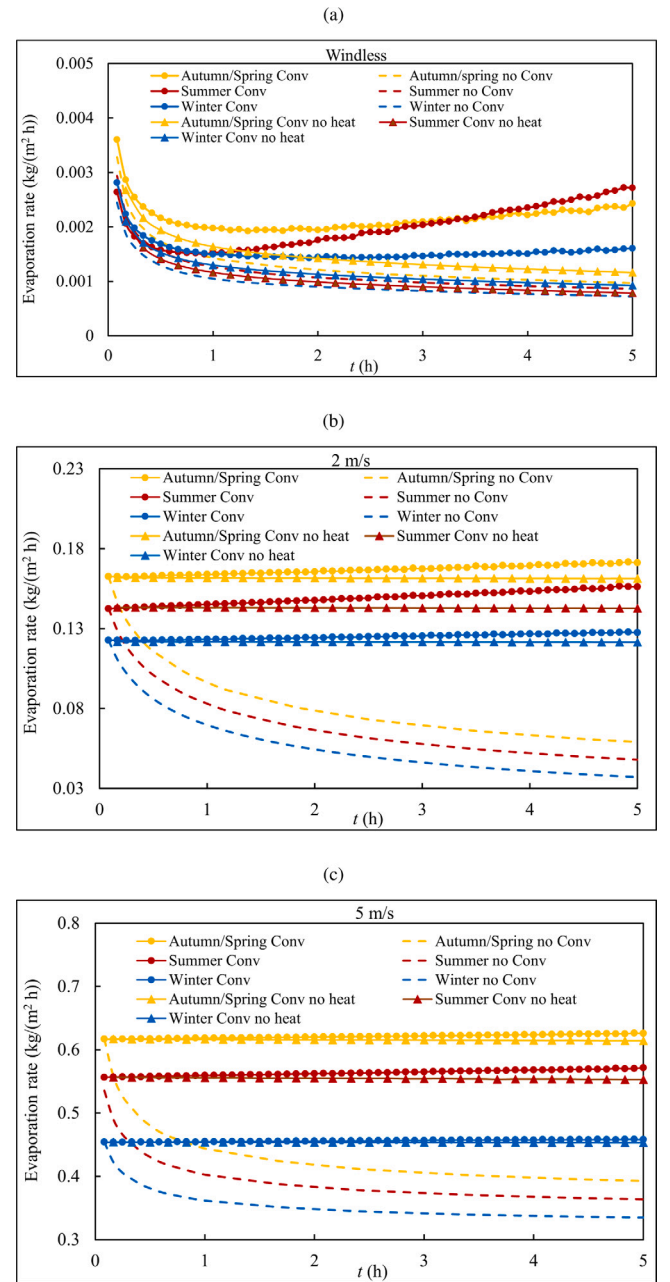 (a)
Windless
0.005
0.004
0.003
0.002
0.001
0
Evaporation rate (kg/(m² h))
Autumn/Spring Conv
Autumn/spring no Conv
Summer Conv
Summer no Conv
Winter Conv
Winter no Conv
Autumn/Spring Conv no heat
Summer Conv no heat
Winter Conv no heat
0 1 2 3 4 5
t (h)
(b)
2 m/s
0.23
0.18
0.13
0.08
0.03
Evaporation rate (kg/(m² h))
Autumn/Spring Conv
Autumn/Spring no Conv
Summer Conv
Summer no Conv
Winter Conv
Winter no Conv
Autumn/Spring Conv no heat
Summer Conv no heat
Winter Conv no heat
0 1 2 3 4 5
t (h)
(c)
5 m/s
0.8
0.7
0.6
0.5
0.4
0.3
Evaporation rate (kg/(m² h))
Autumn/Spring Conv
Autumn/Spring no Conv
Summer Conv
Summer no Conv
Winter Conv
Winter no Conv
Autumn/Spring Conv no heat
Summer Conv no heat
Winter Conv no heat
0 1 2 3 4 5
t (h)